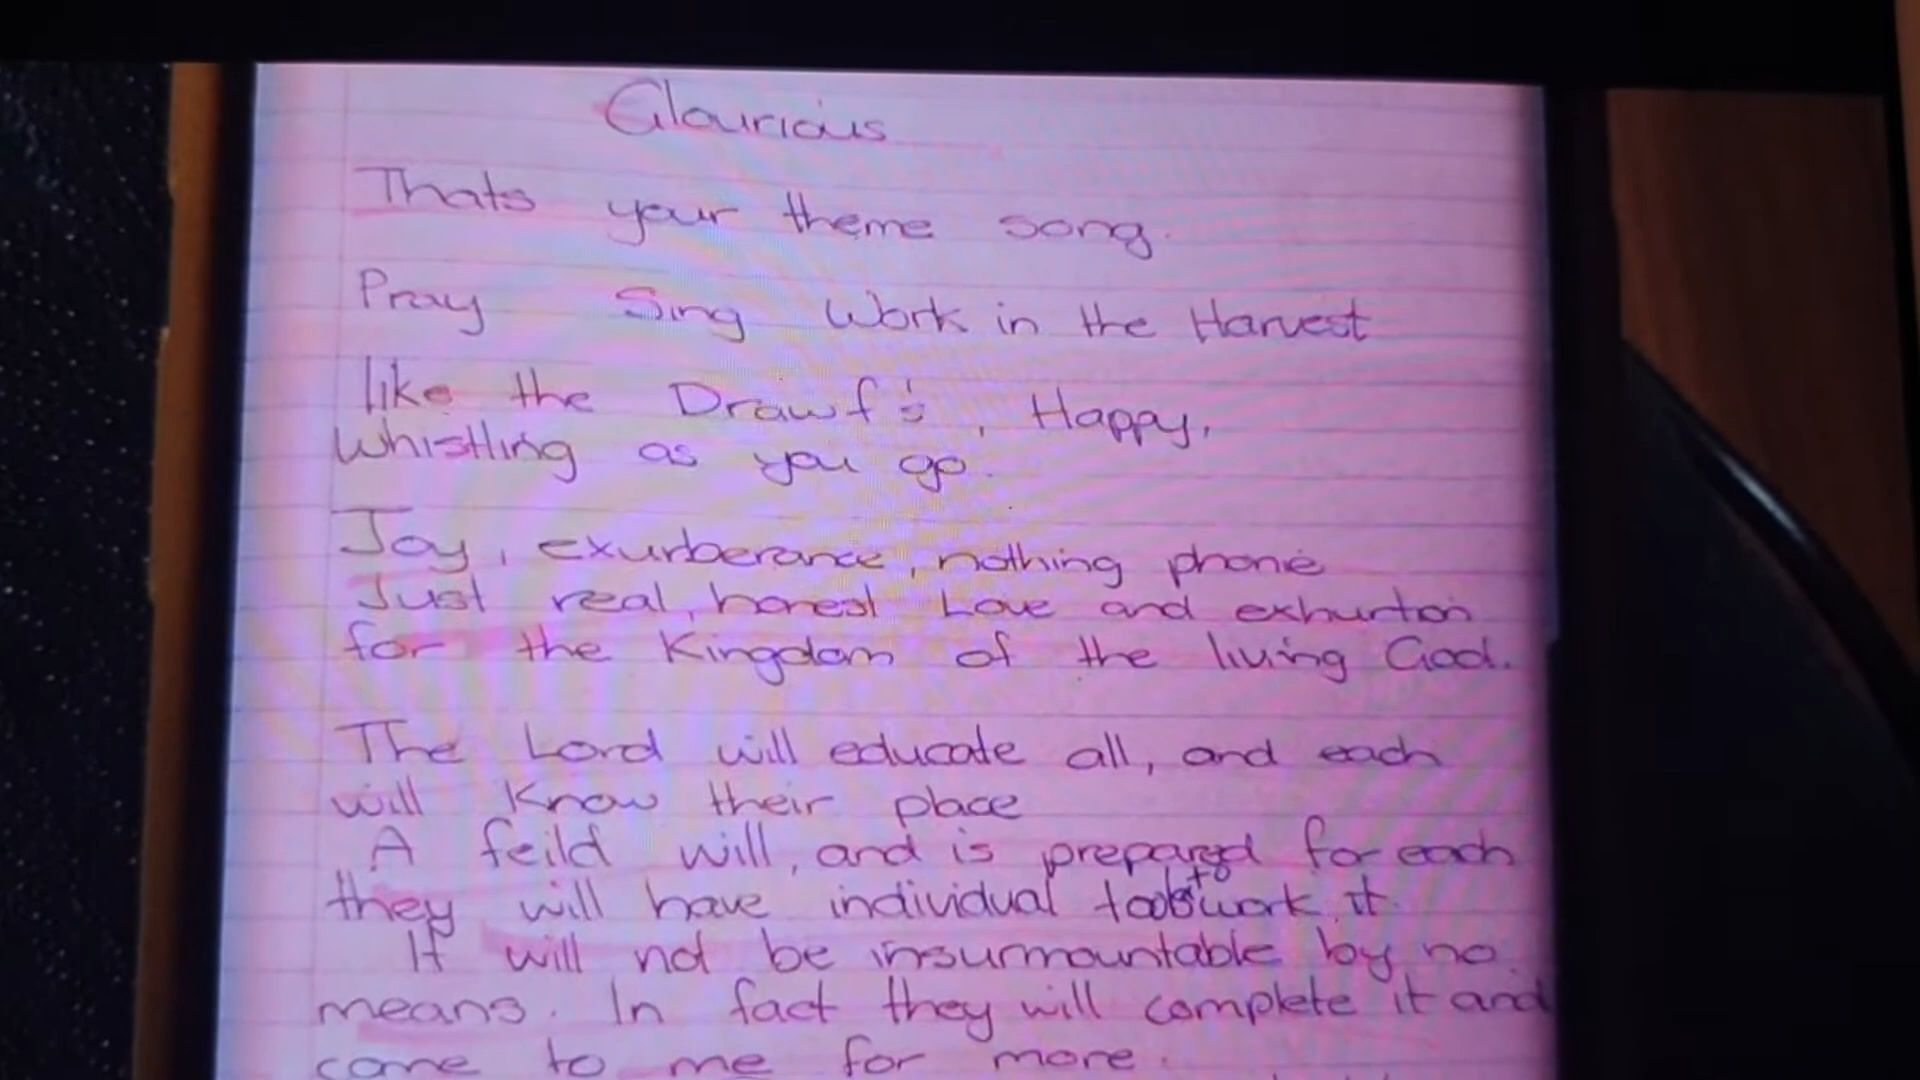 Glourious
Thats your theme song.
Pray Sing Work in the Harvest
like the Drawf's, Happy,
Whistling as you go.
Joy, exurberance, nothing phonie
Just real, honest Love and exhurtion
for the Kingdom of the living God.
The Lord will educate all, and each
will Know their place
A feild will, and is prepared for each
they will have individual tools to work it.
It will not be insurmountable by no
means. In fact they will complete it and
come to me for more.